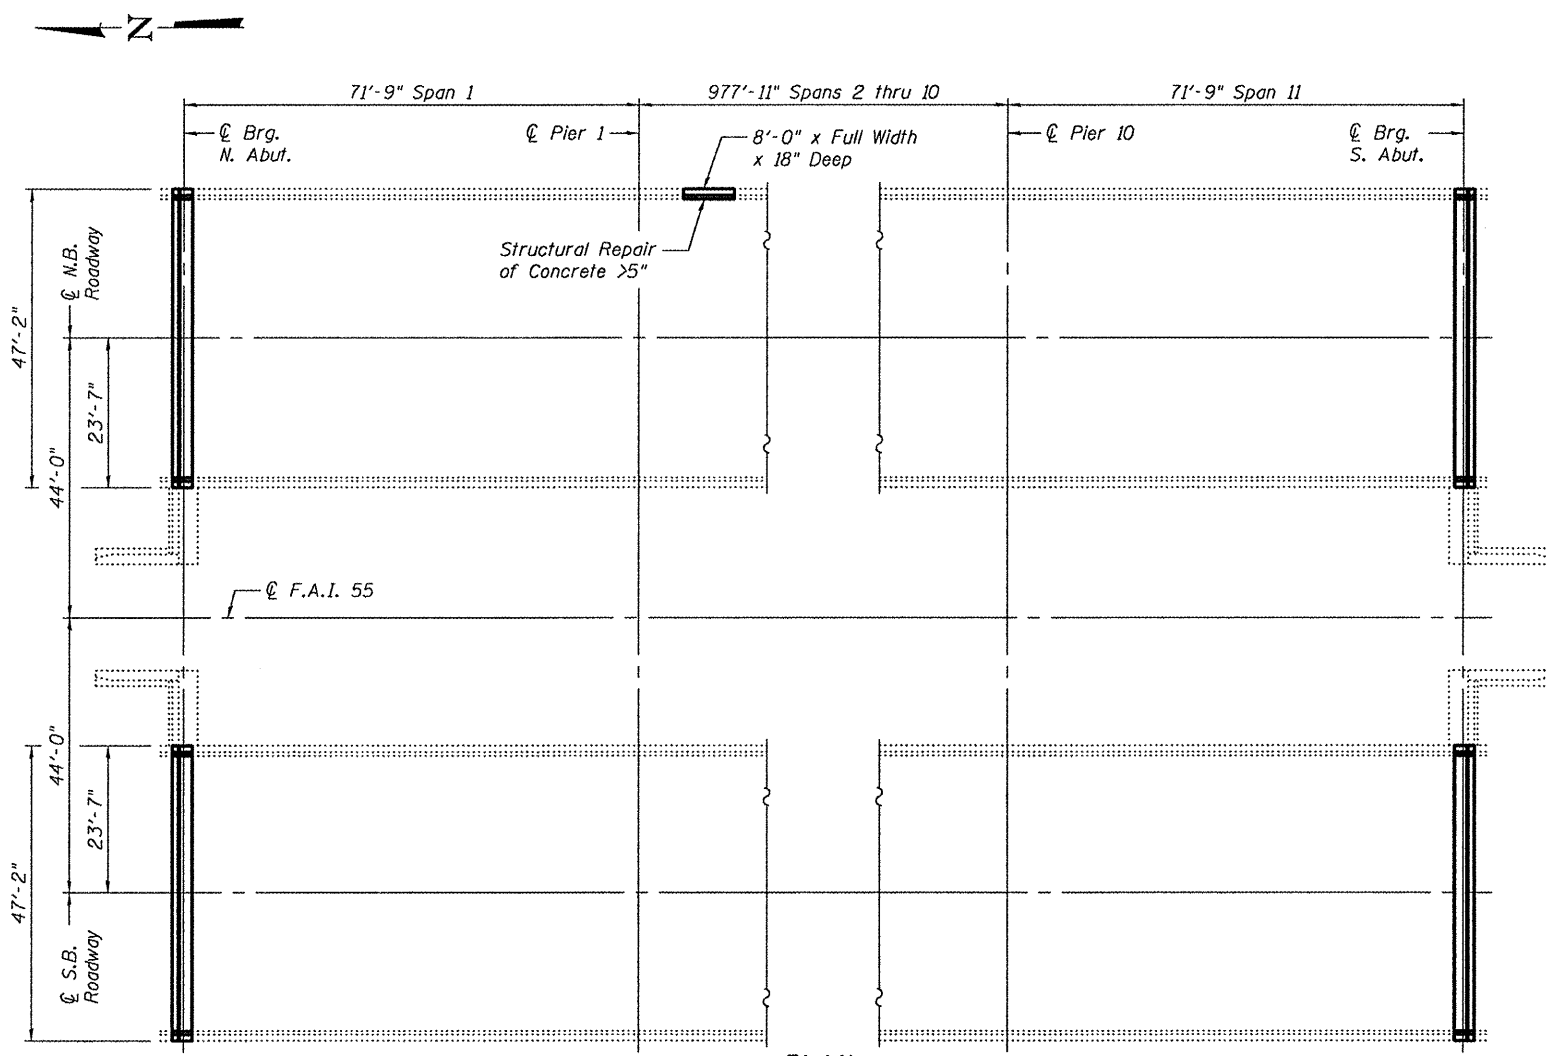 N
71'-9" Span 1
977'-11" Spans 2 thru 10
71'-9" Span 11
℄ Brg.
N. Abut.
℄ Pier 1
8'-0" x Full Width
x 18" Deep
℄ Pier 10
℄ Brg.
S. Abut.
Structural Repair
of Concrete >5"
47'-2"
℄ N.B.
Roadway
23'-7"
44'-0"
℄ F.A.I. 55
44'-0"
23'-7"
47'-2"
℄ S.B.
Roadway